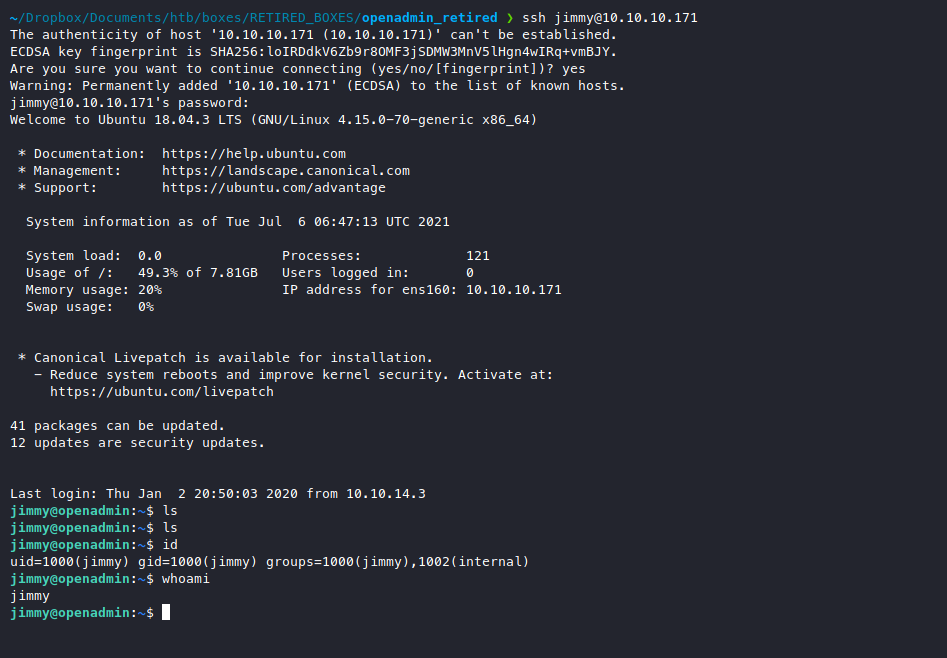 ~/Dropbox/Documents/htb/boxes/RETIRED_BOXES/openadmin_retired ❯ ssh jimmy@10.10.10.171
The authenticity of host '10.10.10.171 (10.10.10.171)' can't be established.
ECDSA key fingerprint is SHA256:loIRDdkV6Zb9r8OMF3jSDMW3MnV5lHgn4wIRq+vmBJY.
Are you sure you want to continue connecting (yes/no/[fingerprint])? yes
Warning: Permanently added '10.10.10.171' (ECDSA) to the list of known hosts.
jimmy@10.10.10.171's password:
Welcome to Ubuntu 18.04.3 LTS (GNU/Linux 4.15.0-70-generic x86_64)

 * Documentation:  https://help.ubuntu.com
 * Management:     https://landscape.canonical.com
 * Support:        https://ubuntu.com/advantage

  System information as of Tue Jul  6 06:47:13 UTC 2021

  System load:  0.0               Processes:             121
  Usage of /:   49.3% of 7.81GB   Users logged in:       0
  Memory usage: 20%               IP address for ens160: 10.10.10.171
  Swap usage:   0%

 * Canonical Livepatch is available for installation.
   - Reduce system reboots and improve kernel security. Activate at:
     https://ubuntu.com/livepatch

41 packages can be updated.
12 updates are security updates.

Last login: Thu Jan  2 20:50:03 2020 from 10.10.14.3
jimmy@openadmin:~$ ls
jimmy@openadmin:~$ ls
jimmy@openadmin:~$ id
uid=1000(jimmy) gid=1000(jimmy) groups=1000(jimmy),1002(internal)
jimmy@openadmin:~$ whoami
jimmy
jimmy@openadmin:~$